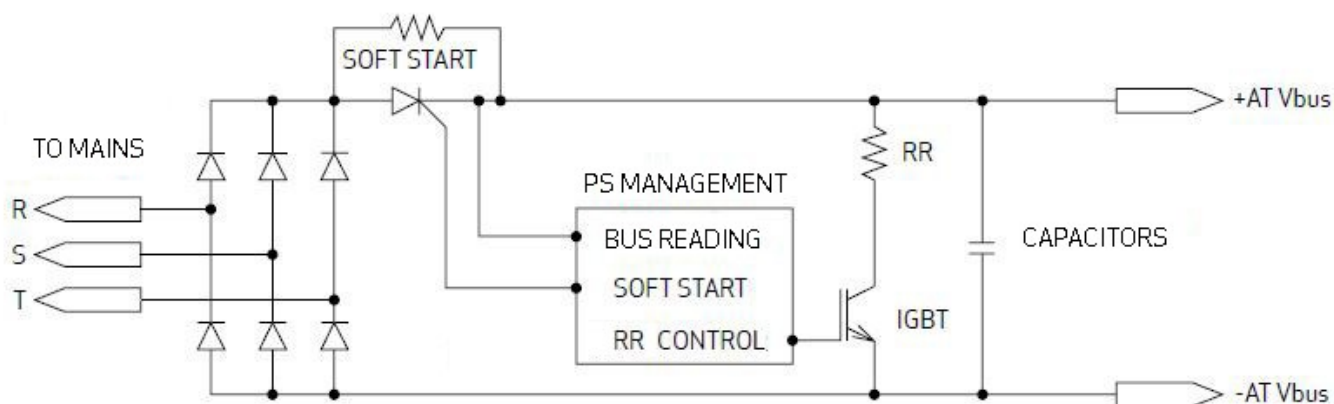 SOFT START
+AT Vbus
TO MAINS
RR
PS MANAGEMENT
R
BUS READING
CAPACITORS
S
SOFT START
T
IGBT
RR CONTROL
-AT Vbus